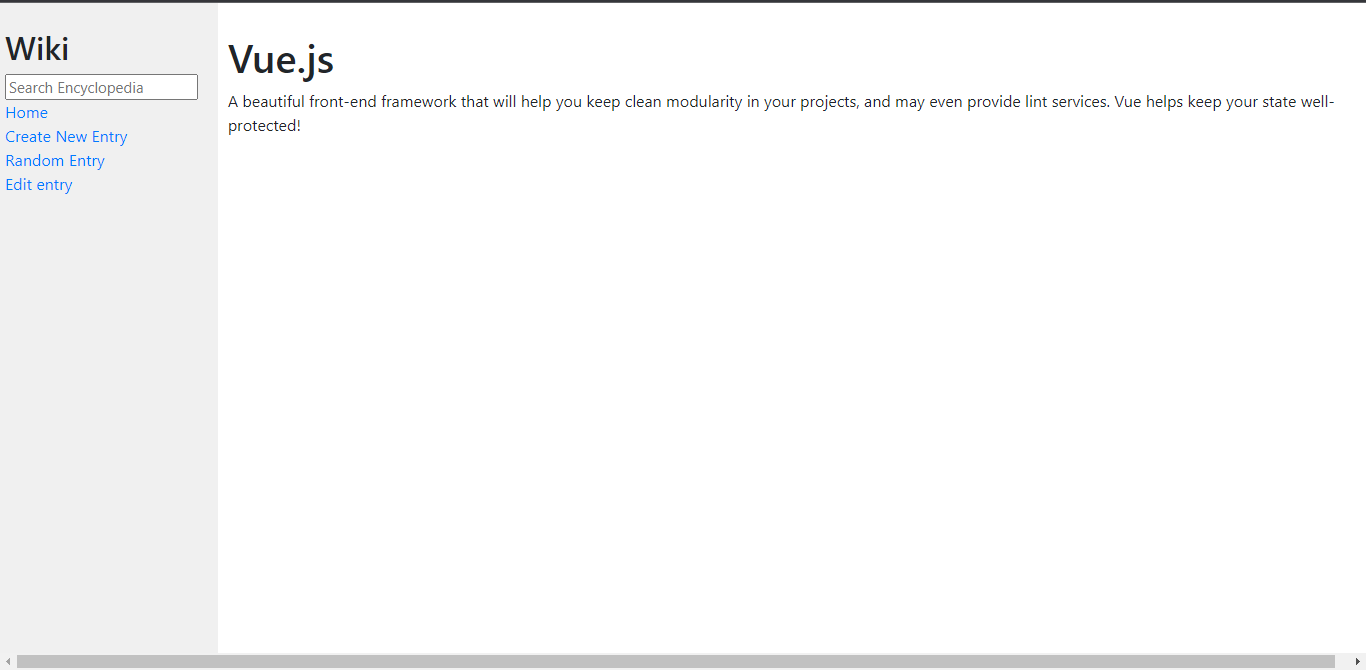 Wiki
Search Encyclopedia
Home
Create New Entry
Random Entry
Edit entry
Vue.js
A beautiful front-end framework that will help you keep clean modularity in your projects, and may even provide lint services. Vue helps keep your state well-
protected!